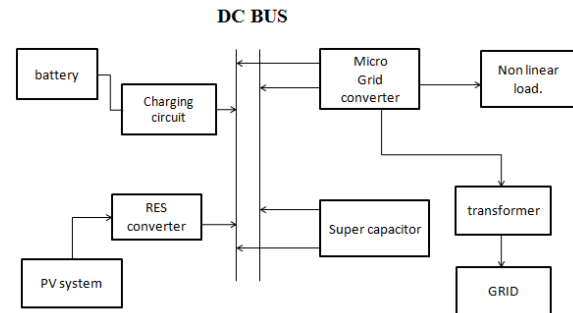 DC BUS
battery
Charging
circuit
Micro
Grid
converter
Non linear
load.
RES
converter
Super capacitor
transformer
PV system
GRID